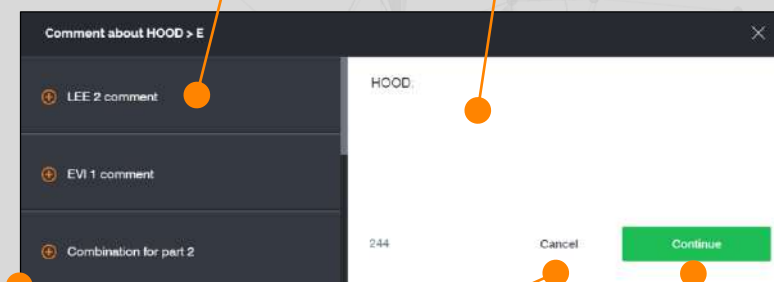 Comment about HOOD > E
LEE 2 comment
HOOD:
EVI 1 comment
Combination for part 2
244
Cancel
Continue